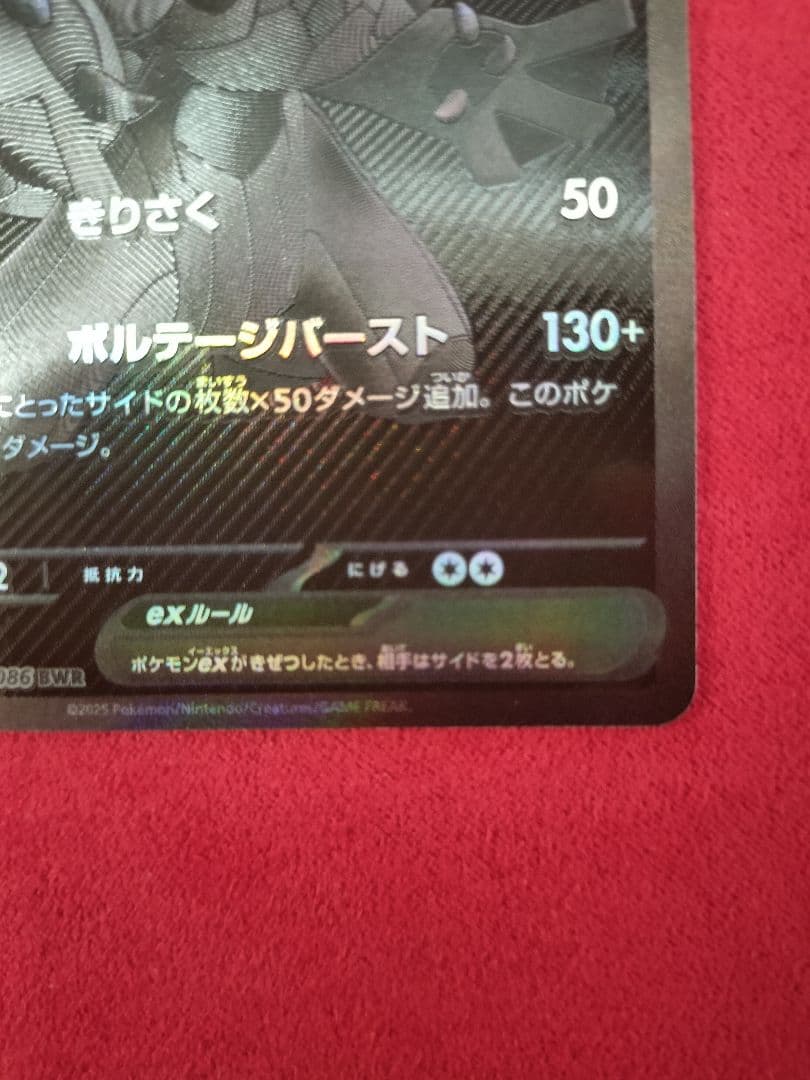 きりさく 50
ボルテージバースト 130+
とったサイドの枚数×50ダメージ追加。このポケ
ダメージ。
2 抵抗力 にげる
exルール
ポケモンexがきぜつしたとき、相手はサイドを2枚とる。
086 BWR
©2025 Pokémon/Nintendo/Creatures/GAME FREAK.